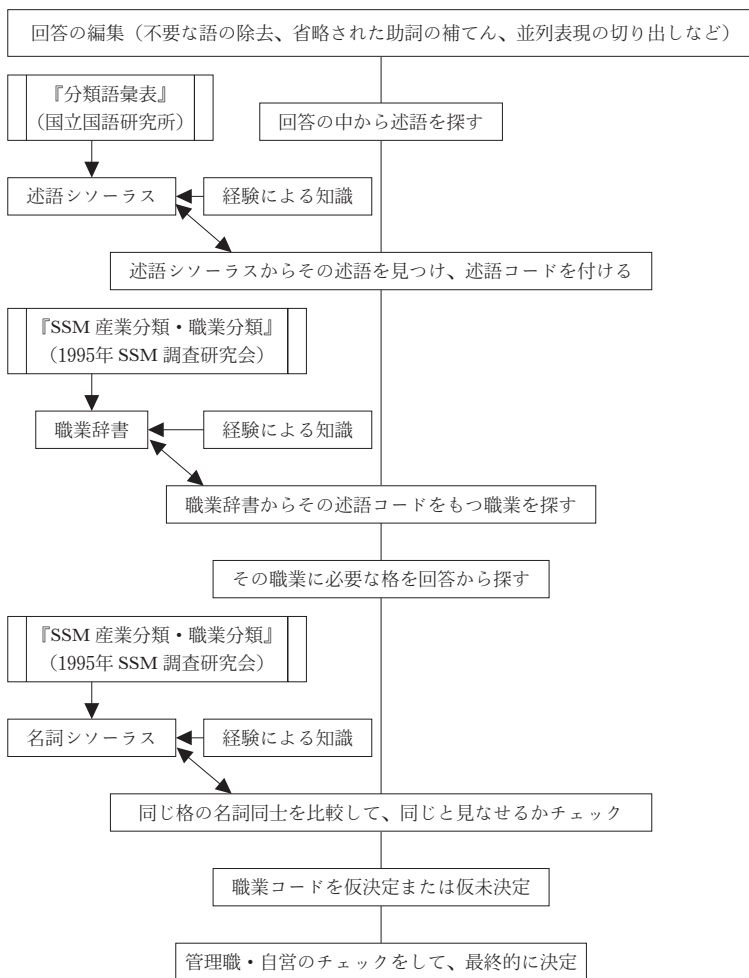 回答の編集（不要な語の除去、省略された助詞の補てん、並列表現の切り出しなど）
『分類語彙表』
（国立国語研究所）
回答の中から述語を探す
述語シソーラス
経験による知識
述語シソーラスからその述語を見つけ、述語コードを付ける
『SSM 産業分類・職業分類』
（1995年 SSM 調査研究会）
職業辞書
経験による知識
職業辞書からその述語コードをもつ職業を探す
その職業に必要な格を回答から探す
『SSM 産業分類・職業分類』
（1995年 SSM 調査研究会）
名詞シソーラス
経験による知識
同じ格の名詞同士を比較して、同じと見なせるかチェック
職業コードを仮決定または仮未決定
管理職・自営のチェックをして、最終的に決定